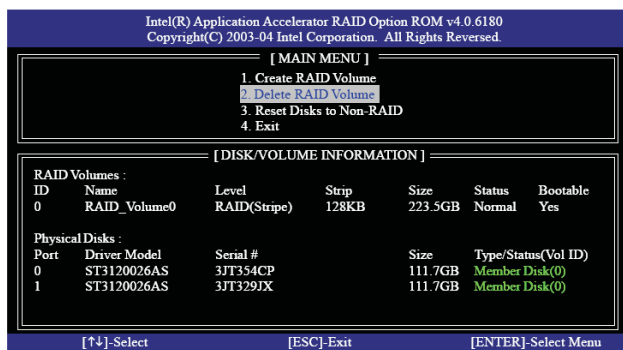 Intel(R) Application Accelerator RAID Option ROM v4.0.6180
Copyright(C) 2003-04 Intel Corporation. All Rights Reversed.
[ MAIN MENU ]
1. Create RAID Volume
2. Delete RAID Volume
3. Reset Disks to Non-RAID
4. Exit
[ DISK/VOLUME INFORMATION ]
RAID Volumes :
ID Name Level Strip Size Status Bootable
0 RAID_Volume0 RAID(Stripe) 128KB 223.5GB Normal Yes
Physical Disks :
Port Driver Model Serial # Size Type/Status(Vol ID)
0 ST3120026AS 3JT354CP 111.7GB Member Disk(0)
1 ST3120026AS 3JT329JX 111.7GB Member Disk(0)
[↑↓]-Select [ESC]-Exit [ENTER]-Select Menu